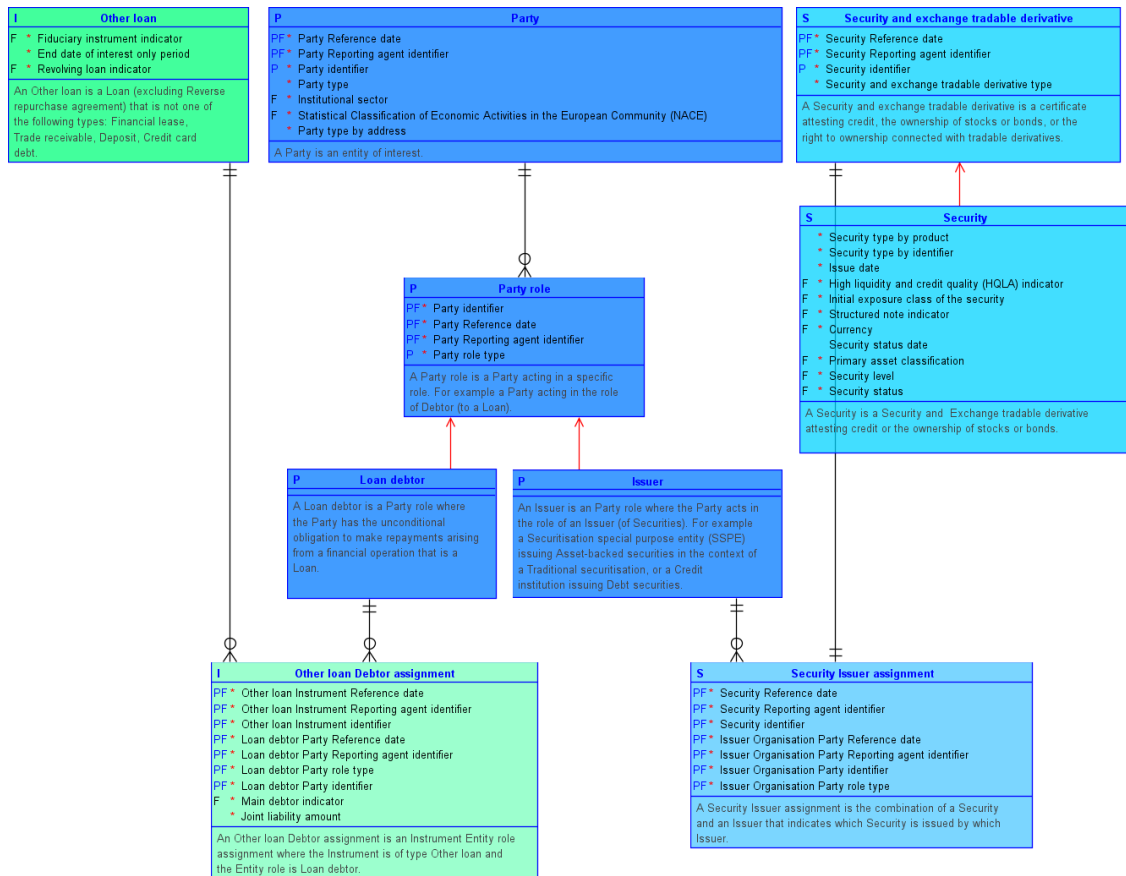 I Other loan
F * Fiduciary instrument indicator
* End date of interest only period
F * Revolving loan indicator
An Other loan is a Loan (excluding Reverse
repurchase agreement) that is not one of
the following types: Financial lease,
Trade receivable, Deposit, Credit card
debt.
P Party
PF * Party Reference date
PF * Party Reporting agent identifier
P * Party identifier
* Party type
F * Institutional sector
F * Statistical Classification of Economic Activities in the European Community (NACE)
* Party type by address
A Party is an entity of interest.
S Security and exchange tradable derivative
PF * Security Reference date
PF * Security Reporting agent identifier
P * Security identifier
* Security and exchange tradable derivative type
A Security and exchange tradable derivative is a certificate
attesting credit, the ownership of stocks or bonds, or the
right to ownership connected with tradable derivatives.
S Security
* Security type by product
* Security type by identifier
* Issue date
F * High liquidity and credit quality (HQLA) indicator
F * Initial exposure class of the security
F * Structured note indicator
F * Currency
Security status date
F * Primary asset classification
F * Security level
F * Security status
A Security is a Security and Exchange tradable derivative
attesting credit or the ownership of stocks or bonds.
P Party role
PF * Party identifier
PF * Party Reference date
PF * Party Reporting agent identifier
P * Party role type
A Party role is a Party acting in a specific
role. For example a Party acting in the role
of Debtor (to a Loan).
P Loan debtor
A Loan debtor is a Party role where
the Party has the unconditional
obligation to make repayments arising
from a financial operation that is a
Loan.
P Issuer
An Issuer is an Party role where the Party acts in
the role of an Issuer (of Securities). For example
a Securitisation special purpose entity (SSPE)
issuing Asset-backed securities in the context of
a Traditional securitisation, or a Credit
institution issuing Debt securities.
I Other loan Debtor assignment
PF * Other loan Instrument Reference date
PF * Other loan Instrument Reporting agent identifier
PF * Other loan Instrument identifier
PF * Loan debtor Party Reference date
PF * Loan debtor Party Reporting agent identifier
PF * Loan debtor Party role type
PF * Loan debtor Party identifier
F * Main debtor indicator
* Joint liability amount
An Other loan Debtor assignment is an Instrument Entity role
assignment where the Instrument is of type Other loan and
the Entity role is Loan debtor.
S Security Issuer assignment
PF * Security Reference date
PF * Security Reporting agent identifier
PF * Security identifier
PF * Issuer Organisation Party Reference date
PF * Issuer Organisation Party Reporting agent identifier
PF * Issuer Organisation Party identifier
PF * Issuer Organisation Party role type
A Security Issuer assignment is the combination of a Security
and an Issuer that indicates which Security is issued by which
Issuer.